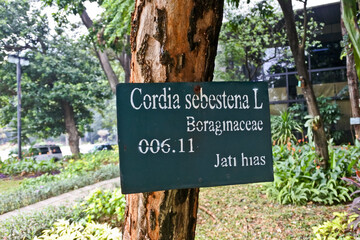 Cordia sebestena L
Boraginaceae
006.11
Jati hias